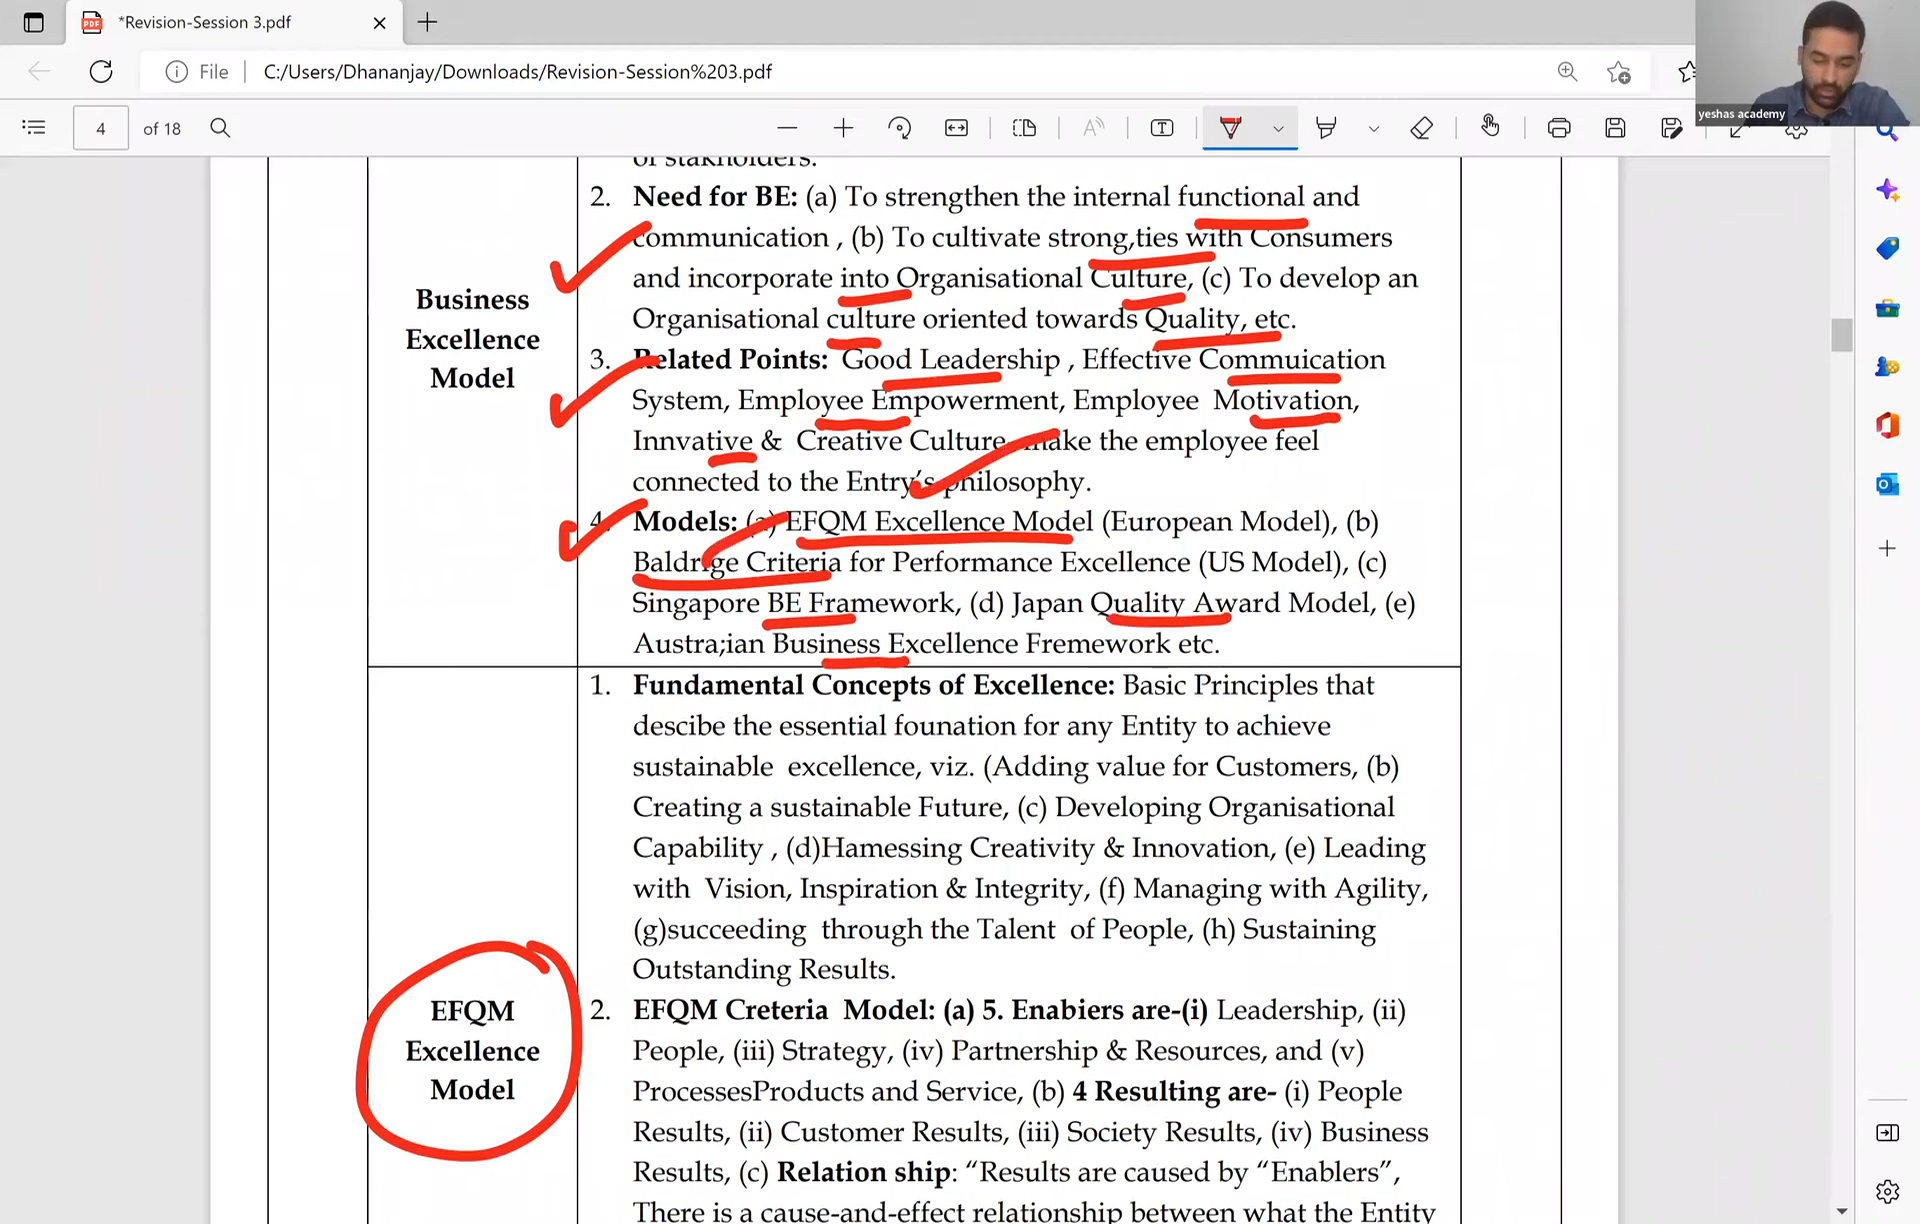 *Revision-Session 3.pdf
File
C:/Users/Dhananjay/Downloads/Revision-Session%203.pdf
yeshas academy
4 of 18
of stakholders.
2. Need for BE: (a) To strengthen the internal functional and
communication , (b) To cultivate strong,ties with Consumers
and incorporate into Organisational Culture, (c) To develop an
Organisational culture oriented towards Quality, etc.
Business
Excellence
Model
3. Related Points: Good Leadership , Effective Commuication
System, Employee Empowerment, Employee Motivation,
Innvative & Creative Culture make the employee feel
connected to the Entry's philosophy.
4. Models: (a) EFQM Excellence Model (European Model), (b)
Baldrige Criteria for Performance Excellence (US Model), (c)
Singapore BE Framework, (d) Japan Quality Award Model, (e)
Austra;ian Business Excellence Fremework etc.
1. Fundamental Concepts of Excellence: Basic Principles that
descibe the essential founation for any Entity to achieve
sustainable excellence, viz. (Adding value for Customers, (b)
Creating a sustainable Future, (c) Developing Organisational
Capability , (d)Hamessing Creativity & Innovation, (e) Leading
with Vision, Inspiration & Integrity, (f) Managing with Agility,
(g)succeeding through the Talent of People, (h) Sustaining
Outstanding Results.
EFQM
Excellence
Model
2. EFQM Creteria Model: (a) 5. Enabiers are-(i) Leadership, (ii)
People, (iii) Strategy, (iv) Partnership & Resources, and (v)
ProcessesProducts and Service, (b) 4 Resulting are- (i) People
Results, (ii) Customer Results, (iii) Society Results, (iv) Business
Results, (c) Relation ship: “Results are caused by “Enablers”,
There is a cause-and-effect relationship between what the Entity